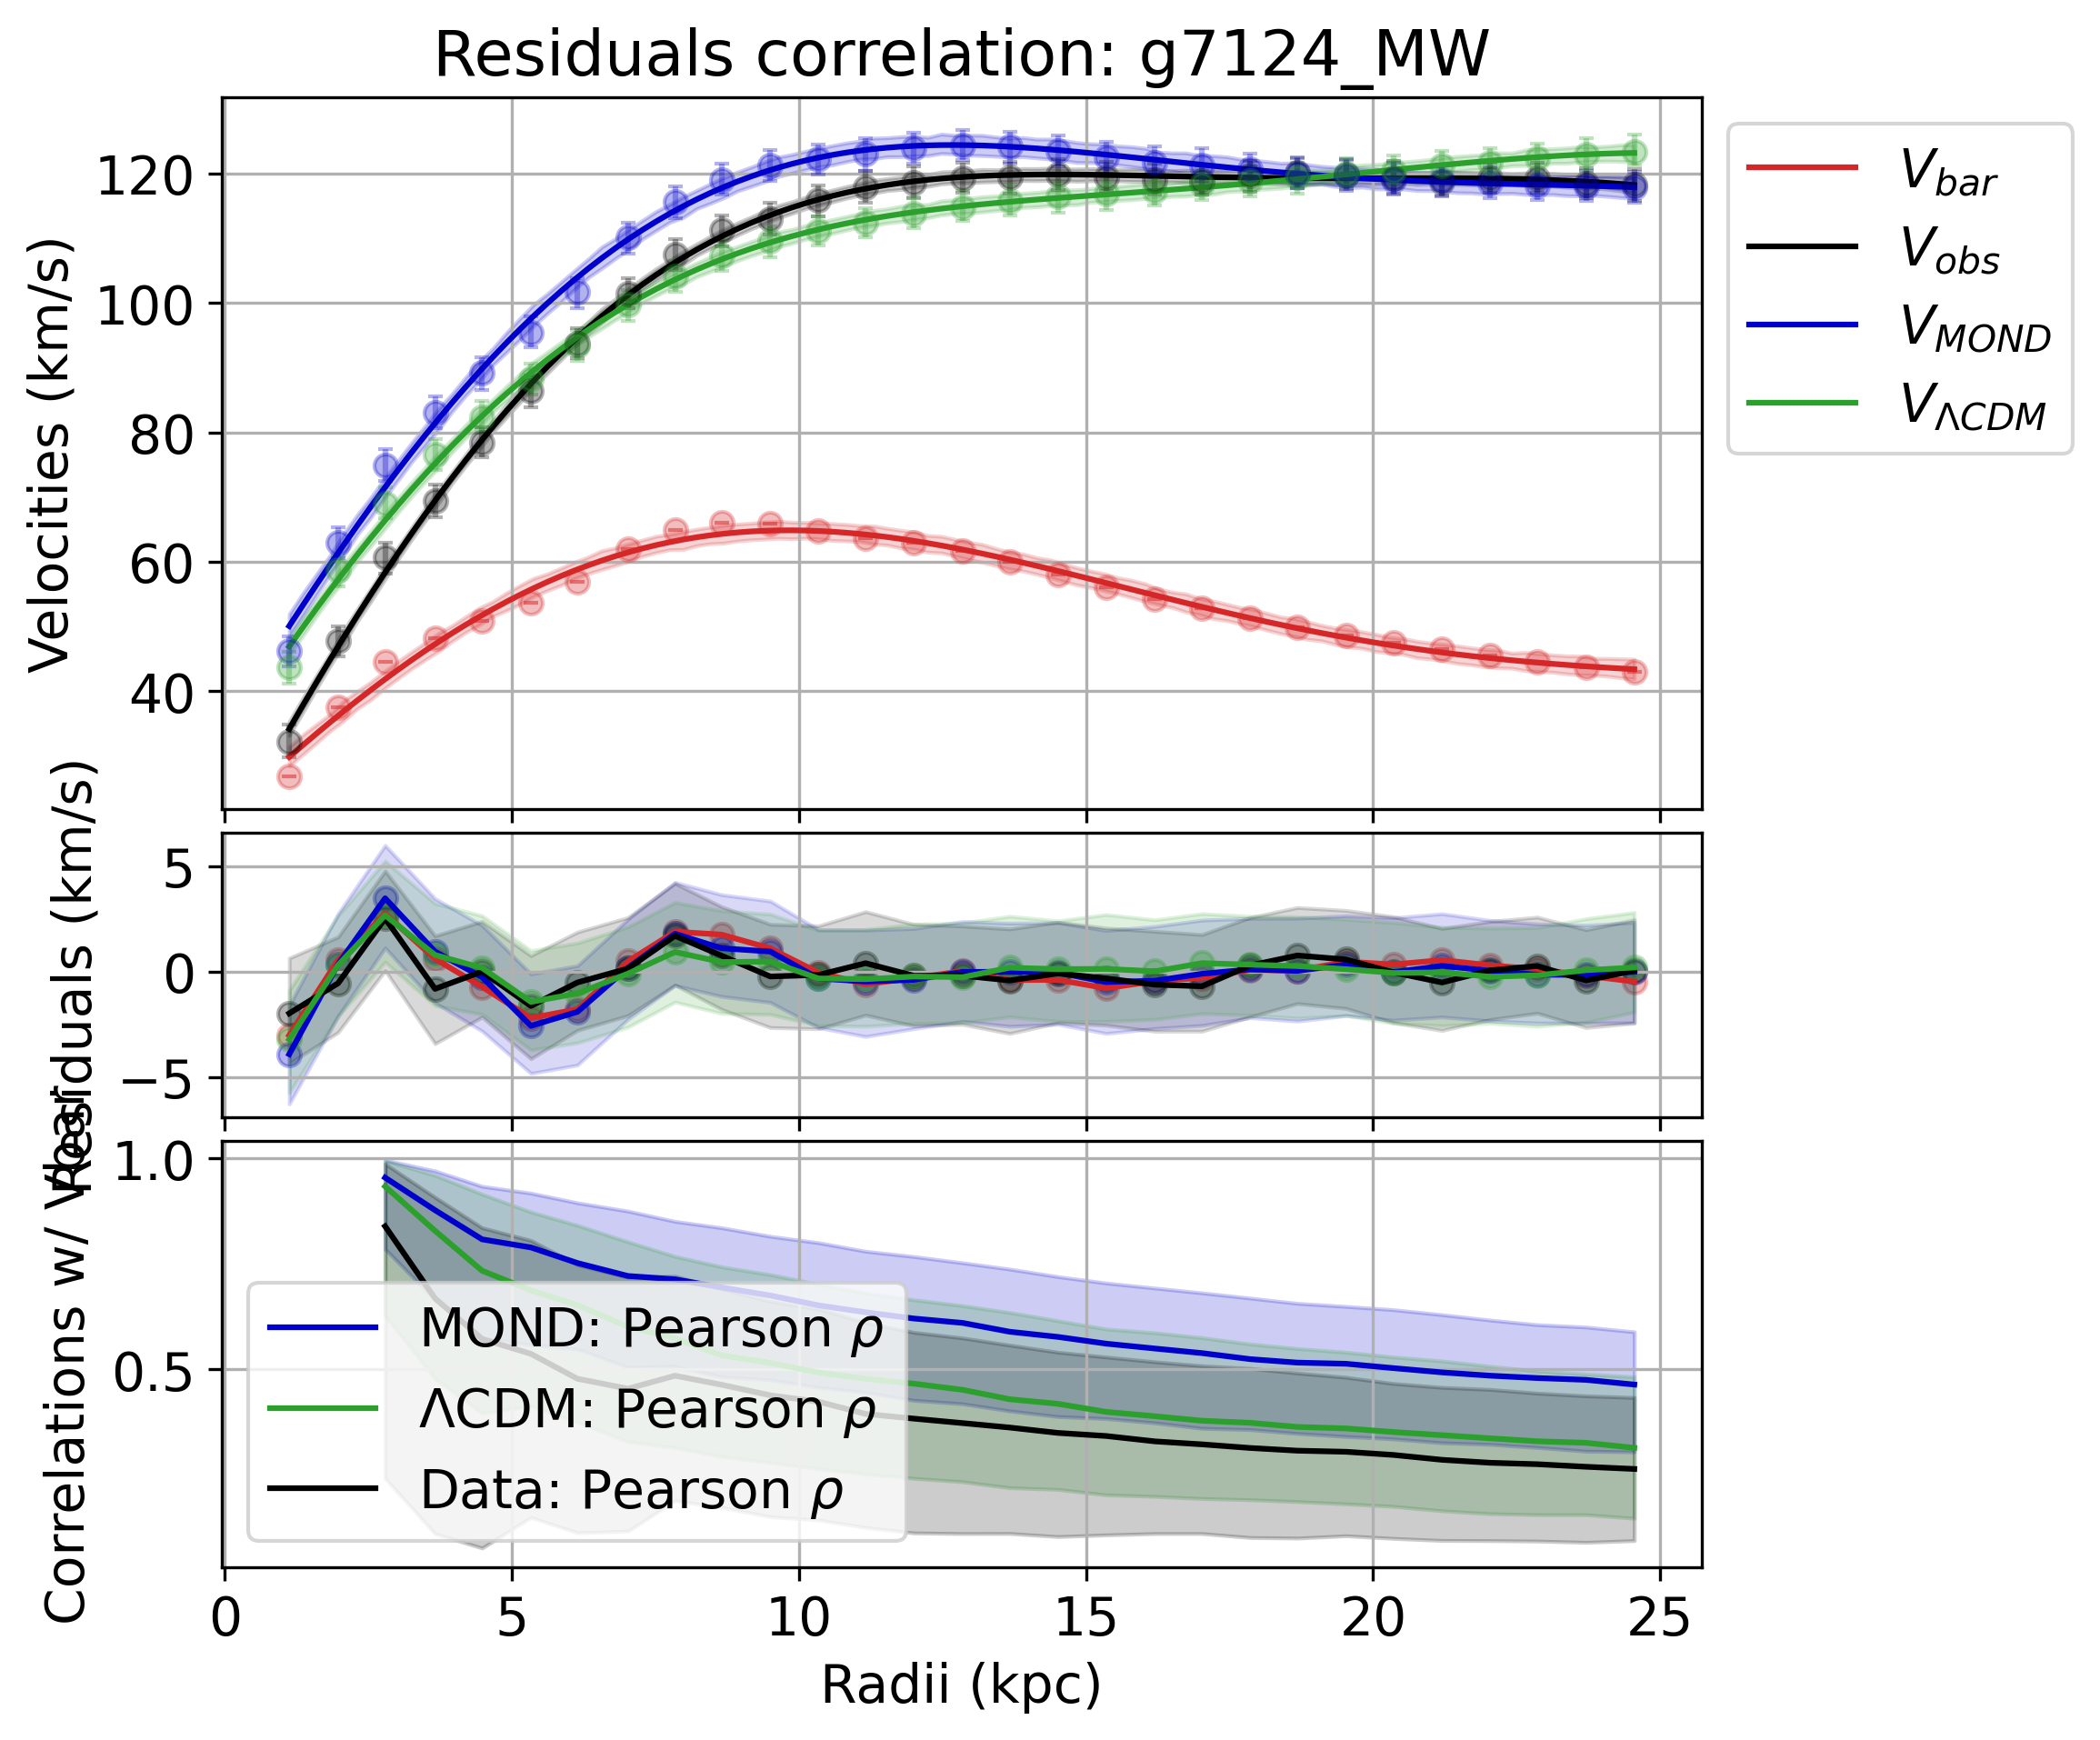 Residuals correlation: g7124_MW
Velocities (km/s)
120
100
80
60
40
V_bar
V_obs
V_MOND
V_ΛCDM
Residuals (km/s)
5
0
−5
Correlations w/ Vbar
1.0
0.5
MOND: Pearson ρ
ΛCDM: Pearson ρ
Data: Pearson ρ
0 5 10 15 20 25
Radii (kpc)